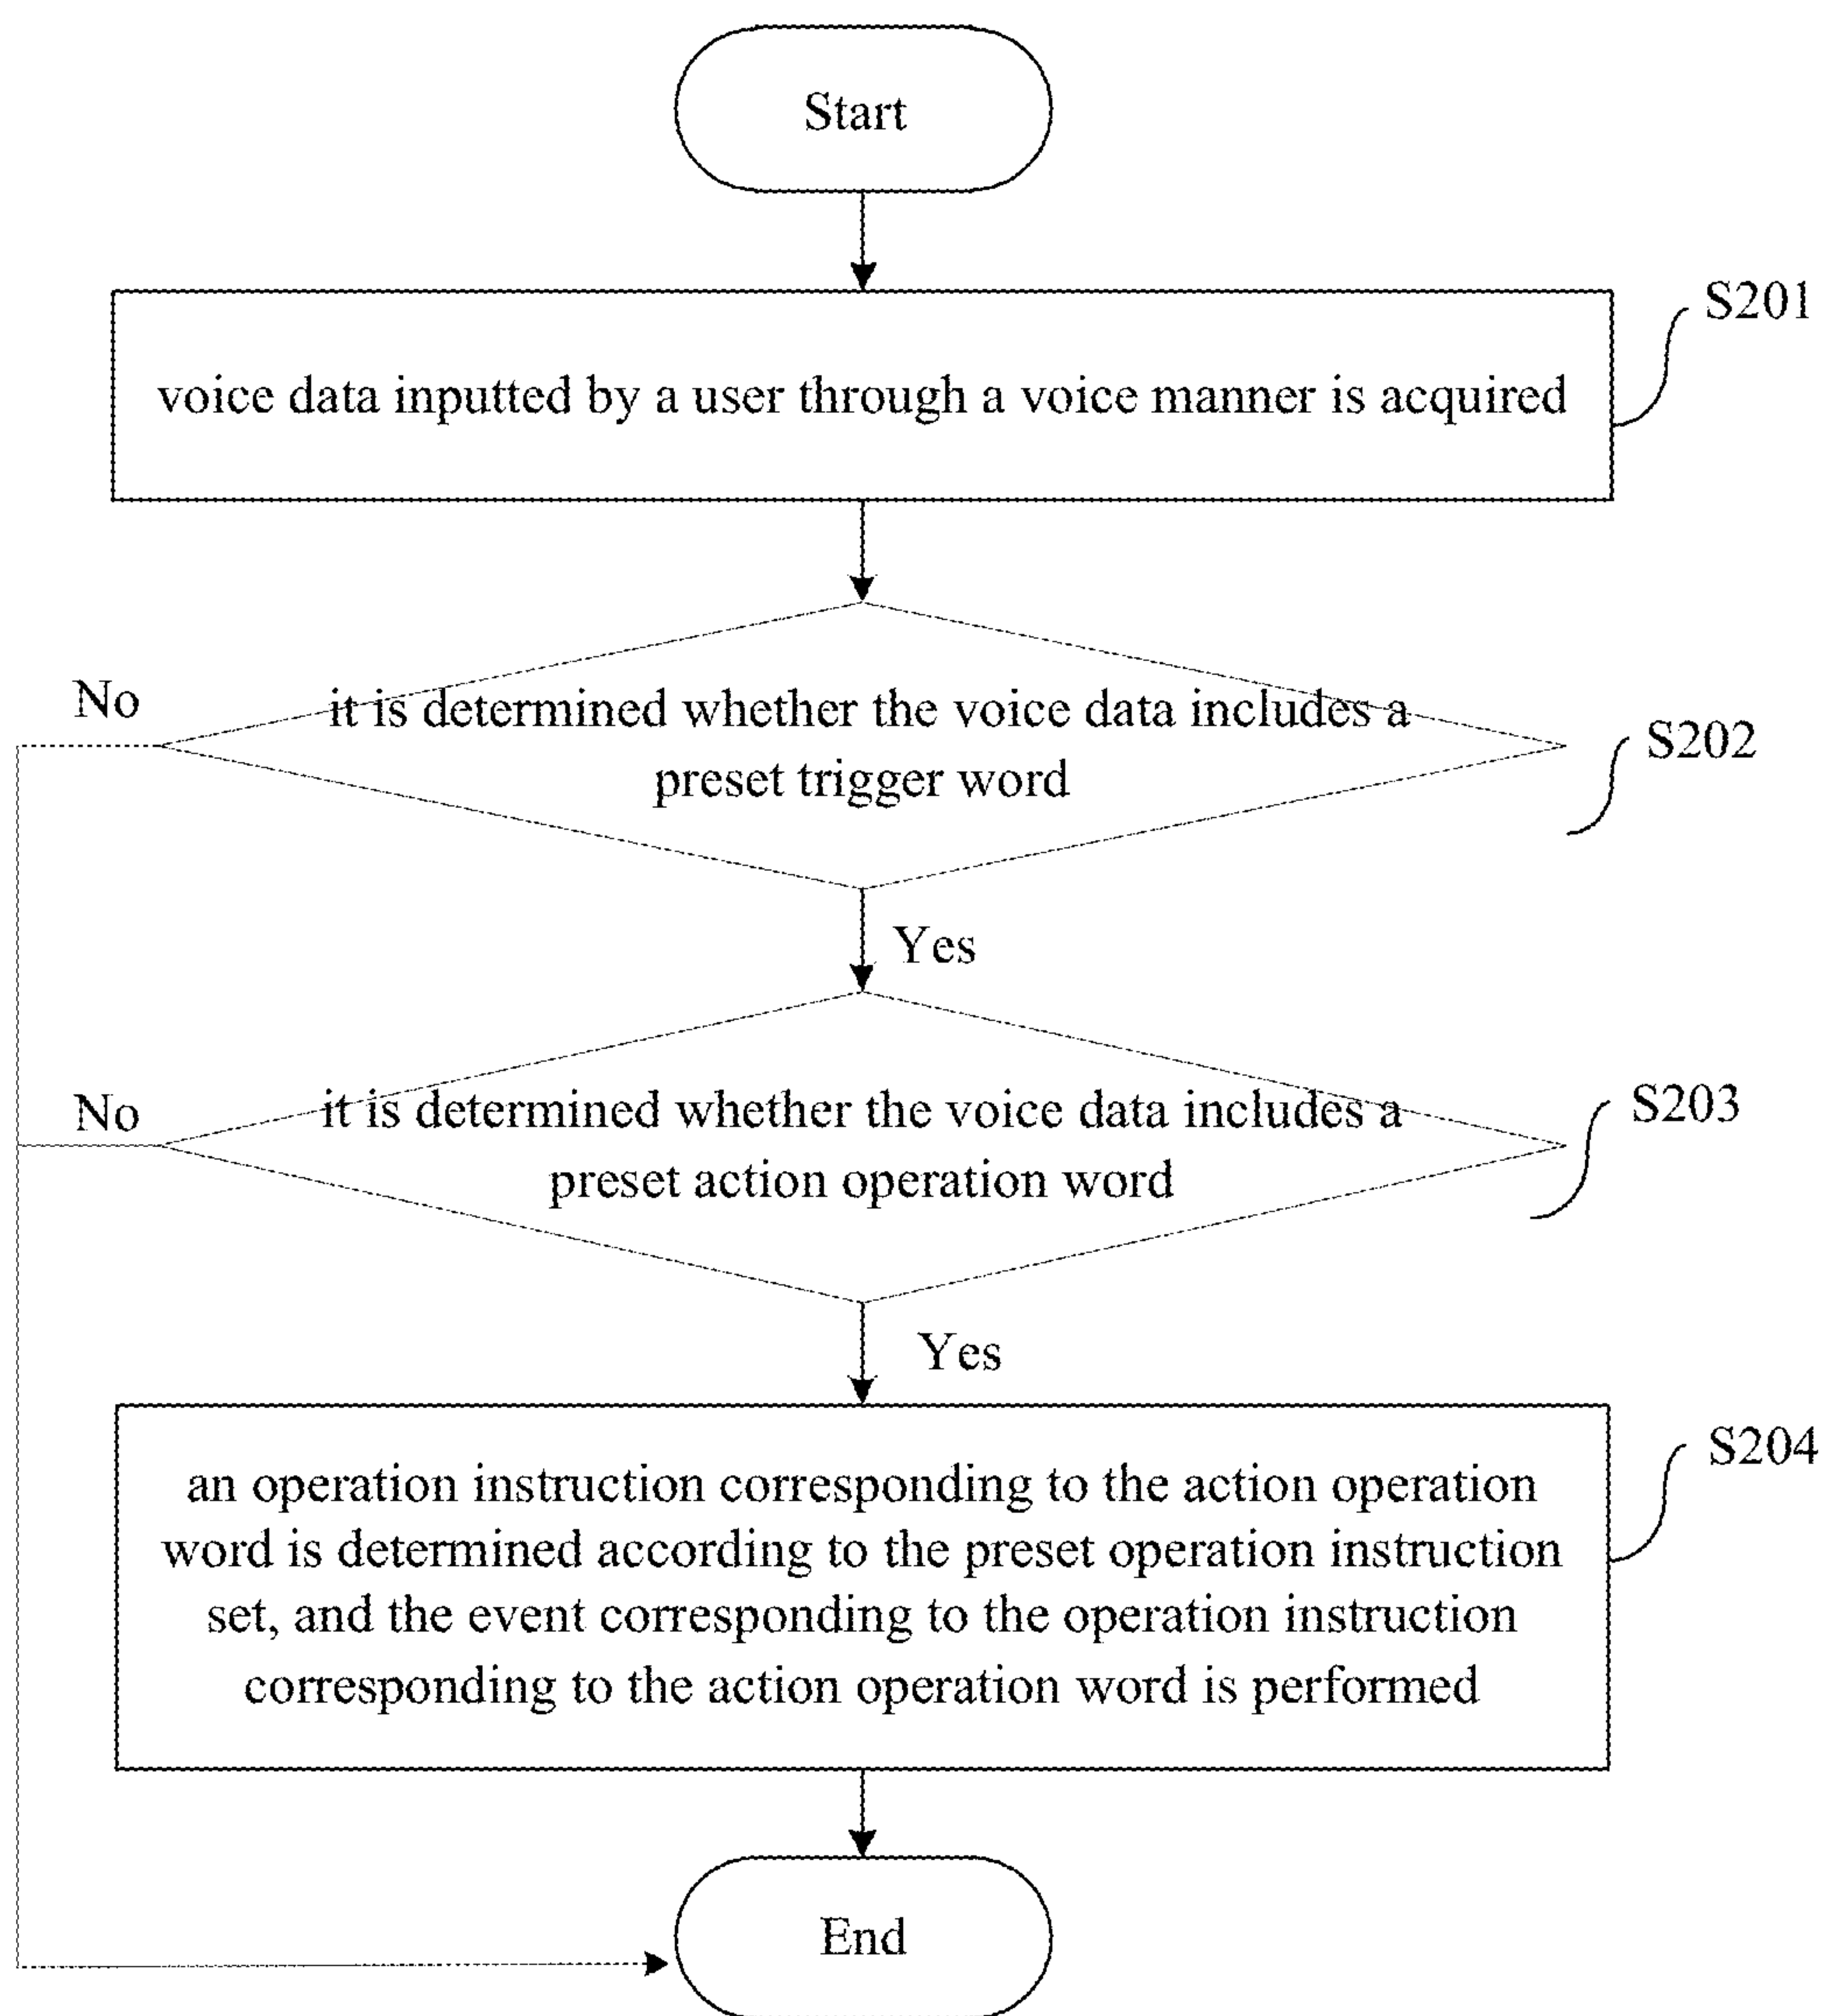 Start
S201
voice data inputted by a user through a voice manner is acquired
No
it is determined whether the voice data includes a
preset trigger word
S202
Yes
No
it is determined whether the voice data includes a
preset action operation word
S203
Yes
S204
an operation instruction corresponding to the action operation
word is determined according to the preset operation instruction
set, and the event corresponding to the operation instruction
corresponding to the action operation word is performed
End